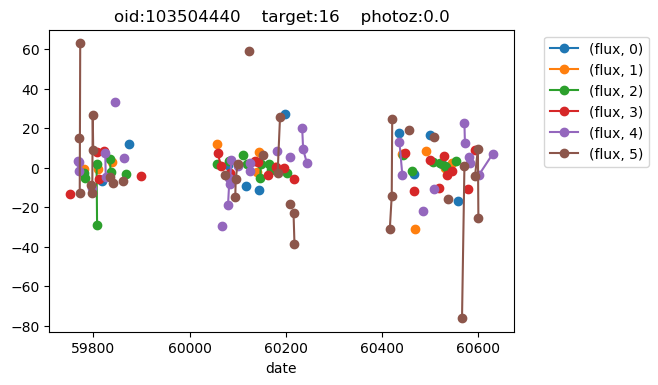 oid:103504440    target:16    photoz:0.0
60
40
20
0
−20
−40
−60
−80
59800
60000
60200
60400
60600
date
(flux, 0)
(flux, 1)
(flux, 2)
(flux, 3)
(flux, 4)
(flux, 5)